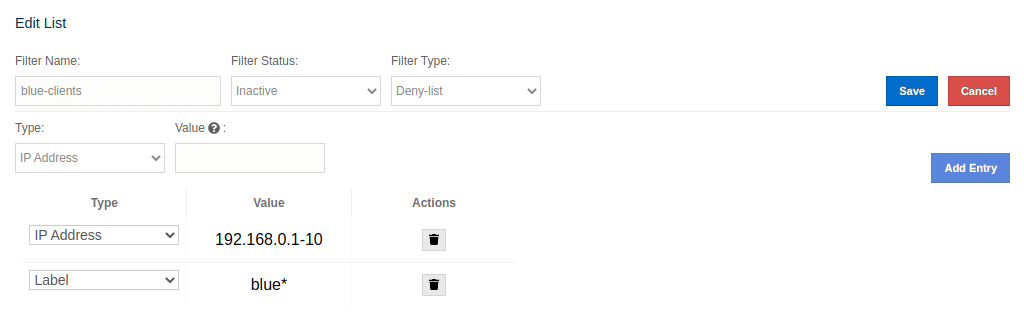 Edit List
Filter Name: Filter Status: Filter Type:
blue-clients Inactive Deny-list Save Cancel
Type: Value ? :
IP Address
Add Entry
Type Value Actions
IP Address 192.168.0.1-10
Label blue*